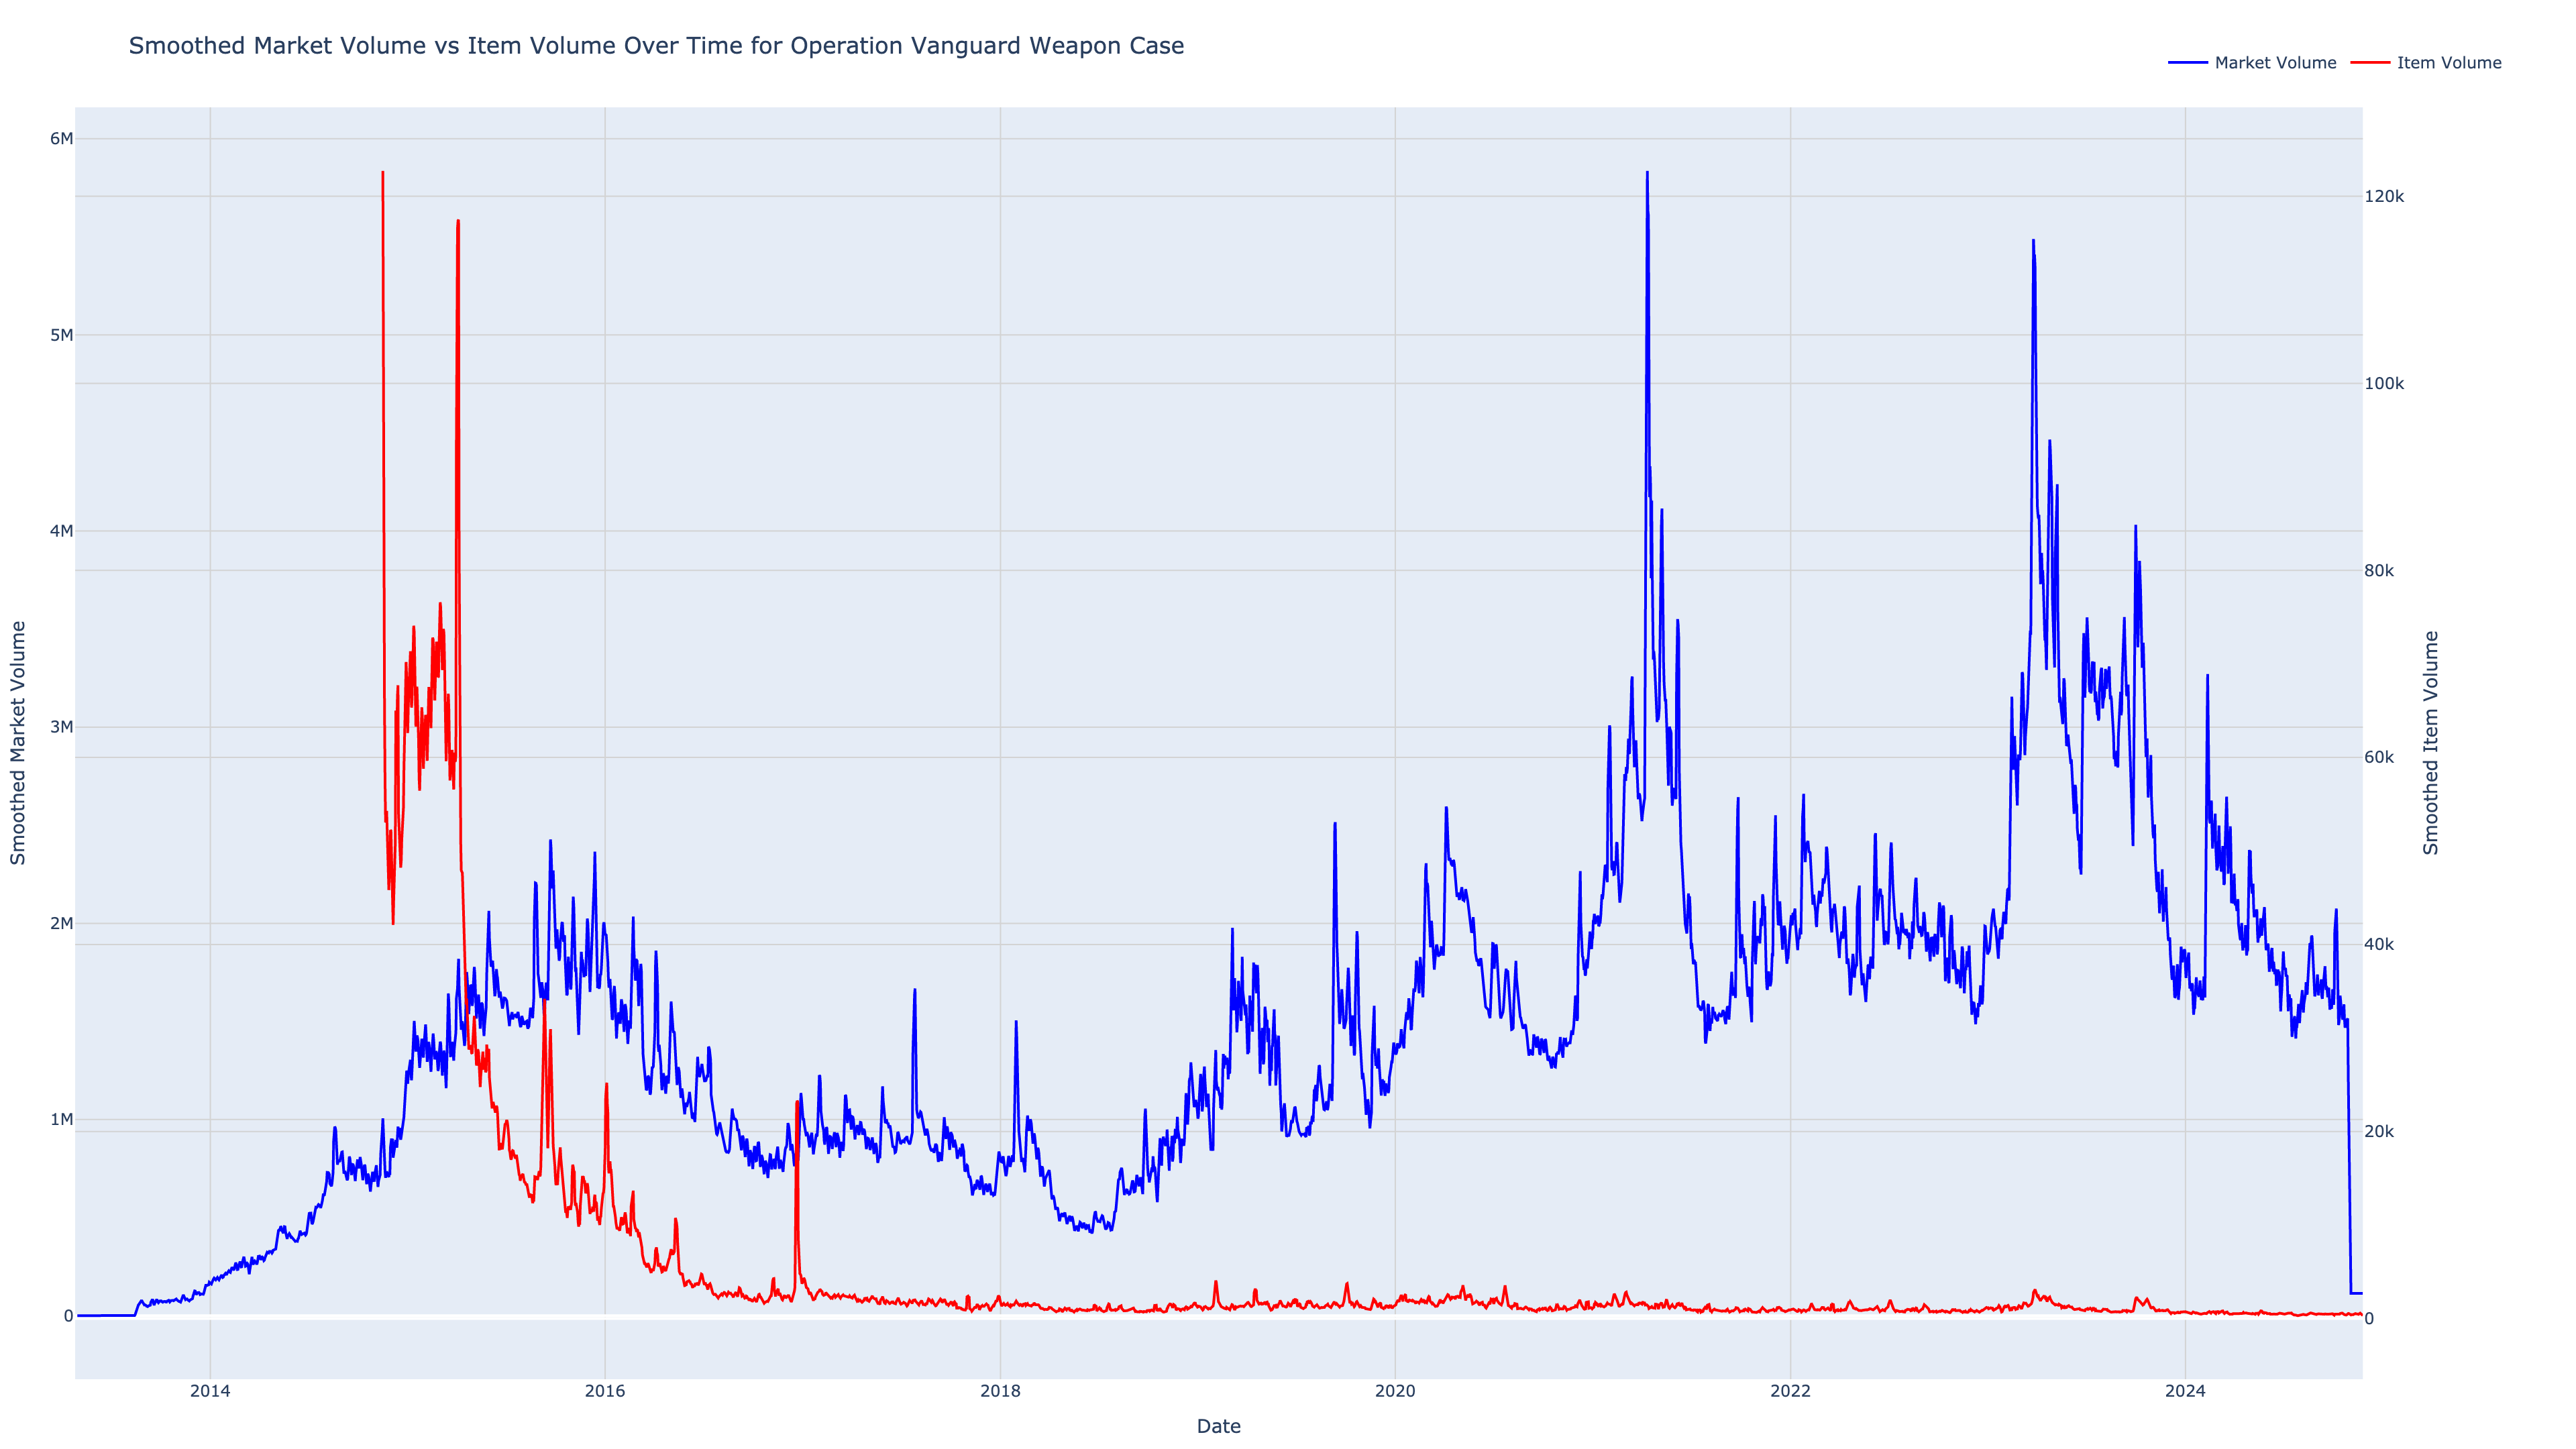 Smoothed Market Volume vs Item Volume Over Time for Operation Vanguard Weapon Case
Market Volume
Item Volume
6M
5M
4M
3M
2M
1M
0
Smoothed Market Volume
120k
100k
80k
60k
40k
20k
0
Smoothed Item Volume
2014
2016
2018
2020
2022
2024
Date